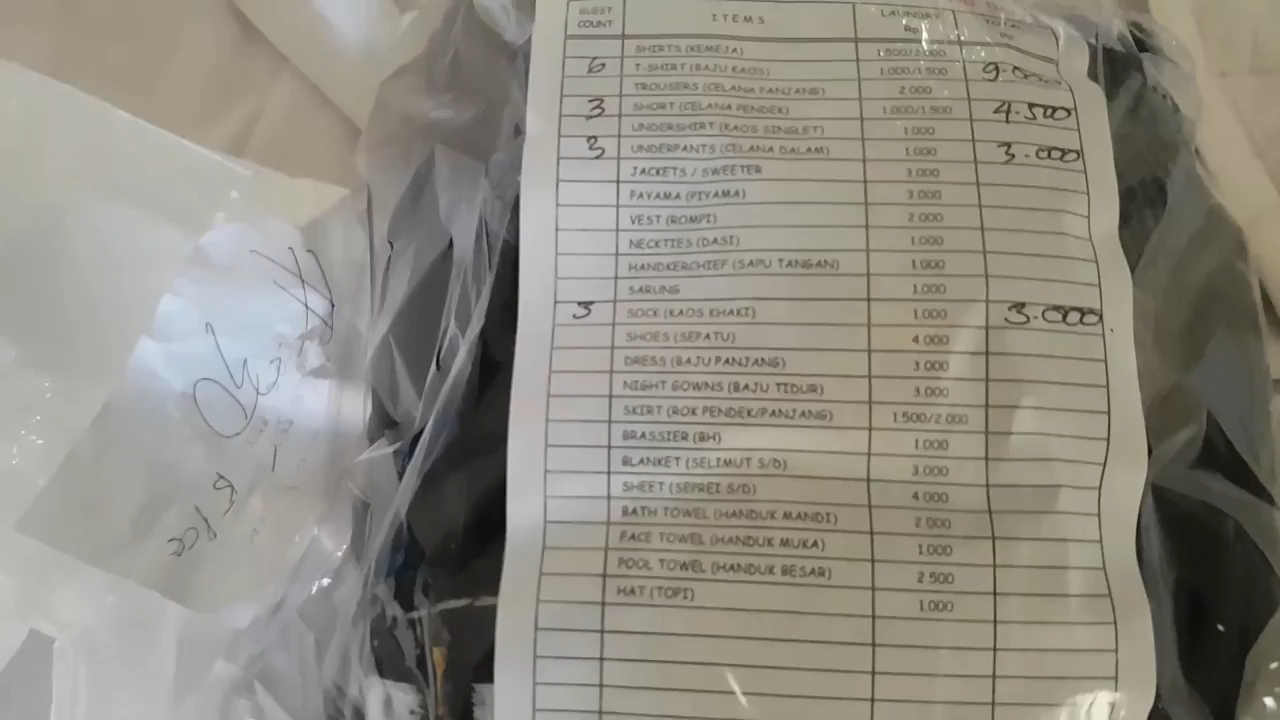 GUEST COUNT ITEMS LAUNDRY Rp TOTAL Rp
SHIRTS (KEMEJA) 1.500/2.000
6 T-SHIRT (BAJU KAOS) 1.000/1.500 9.000
TROUSERS (CELANA PANJANG) 2.000
3 SHORT (CELANA PENDEK) 1.000/1.500 4.500
UNDERSHIRT (KAOS SINGLET) 1.000
3 UNDERPANTS (CELANA DALAM) 1.000 3.000
JACKETS / SWEETER 3.000
PAYAMA (PIYAMA) 3.000
VEST (ROMPI) 2.000
NECKTIES (DASI) 1.000
HANDKERCHIEF (SAPU TANGAN) 1.000
SARUNG 1.000
3 SOCK (KAOS KHAKI) 1.000 3.000
SHOES (SEPATU) 4.000
DRESS (BAJU PANJANG) 3.000
NIGHT GOWNS (BAJU TIDUR) 3.000
SKIRT (ROK PENDEK/PANJANG) 1.500/2.000
BRASSIER (BH) 1.000
BLANKET (SELIMUT S/D) 3.000
SHEET (SEPREI S/D) 4.000
BATH TOWEL (HANDUK MANDI) 2.000
FACE TOWEL (HANDUK MUKA) 1.000
POOL TOWEL (HANDUK BESAR) 2.500
HAT (TOPI) 1.000